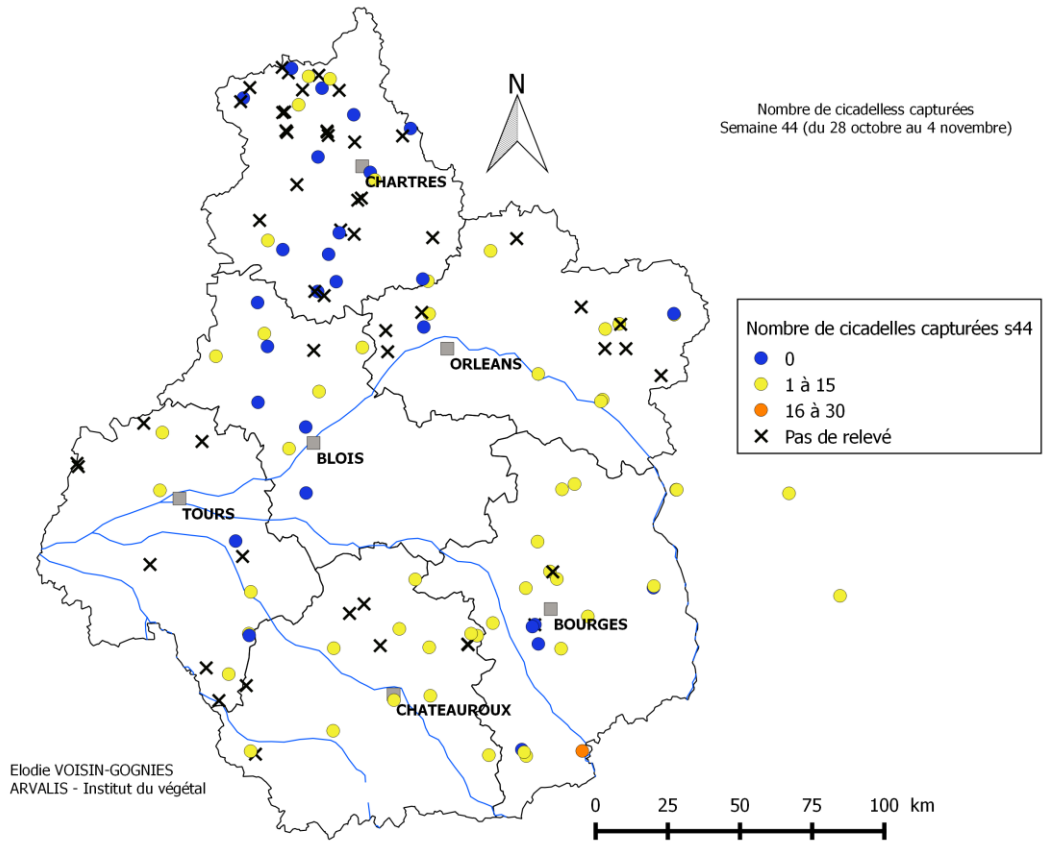 N
Nombre de cicadelless capturées
Semaine 44 (du 28 octobre au 4 novembre)
CHARTRES
ORLEANS
BLOIS
TOURS
BOURGES
CHATEAUROUX
Nombre de cicadelles capturées s44
0
1 à 15
16 à 30
Pas de relevé
Elodie VOISIN-GOGNIES
ARVALIS - Institut du végétal
0 25 50 75 100 km